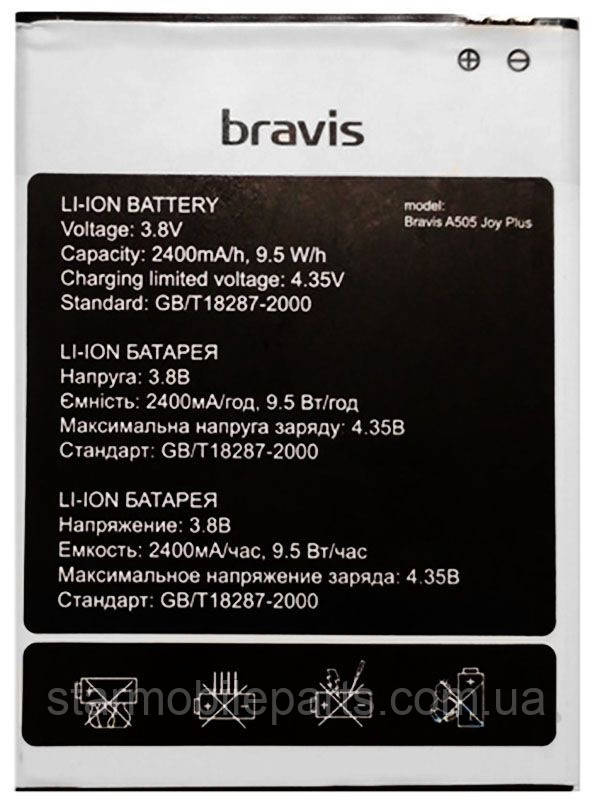 bravis
LI-ION BATTERY
Voltage: 3.8V
Capacity: 2400mA/h, 9.5 W/h
Charging limited voltage: 4.35V
Standard: GB/T18287-2000
model:
Bravis A505 Joy Plus
LI-ION БАТАРЕЯ
Напруга: 3.8В
Ємність: 2400мА/год, 9.5 Вт/год
Максимальна напруга заряду: 4.35В
Стандарт: GB/T18287-2000
LI-ION БАТАРЕЯ
Напряжение: 3.8В
Емкость: 2400мА/час, 9.5 Вт/час
Максимальное напряжение заряда: 4.35В
Стандарт: GB/T18287-2000
starmobileparts.com.ua